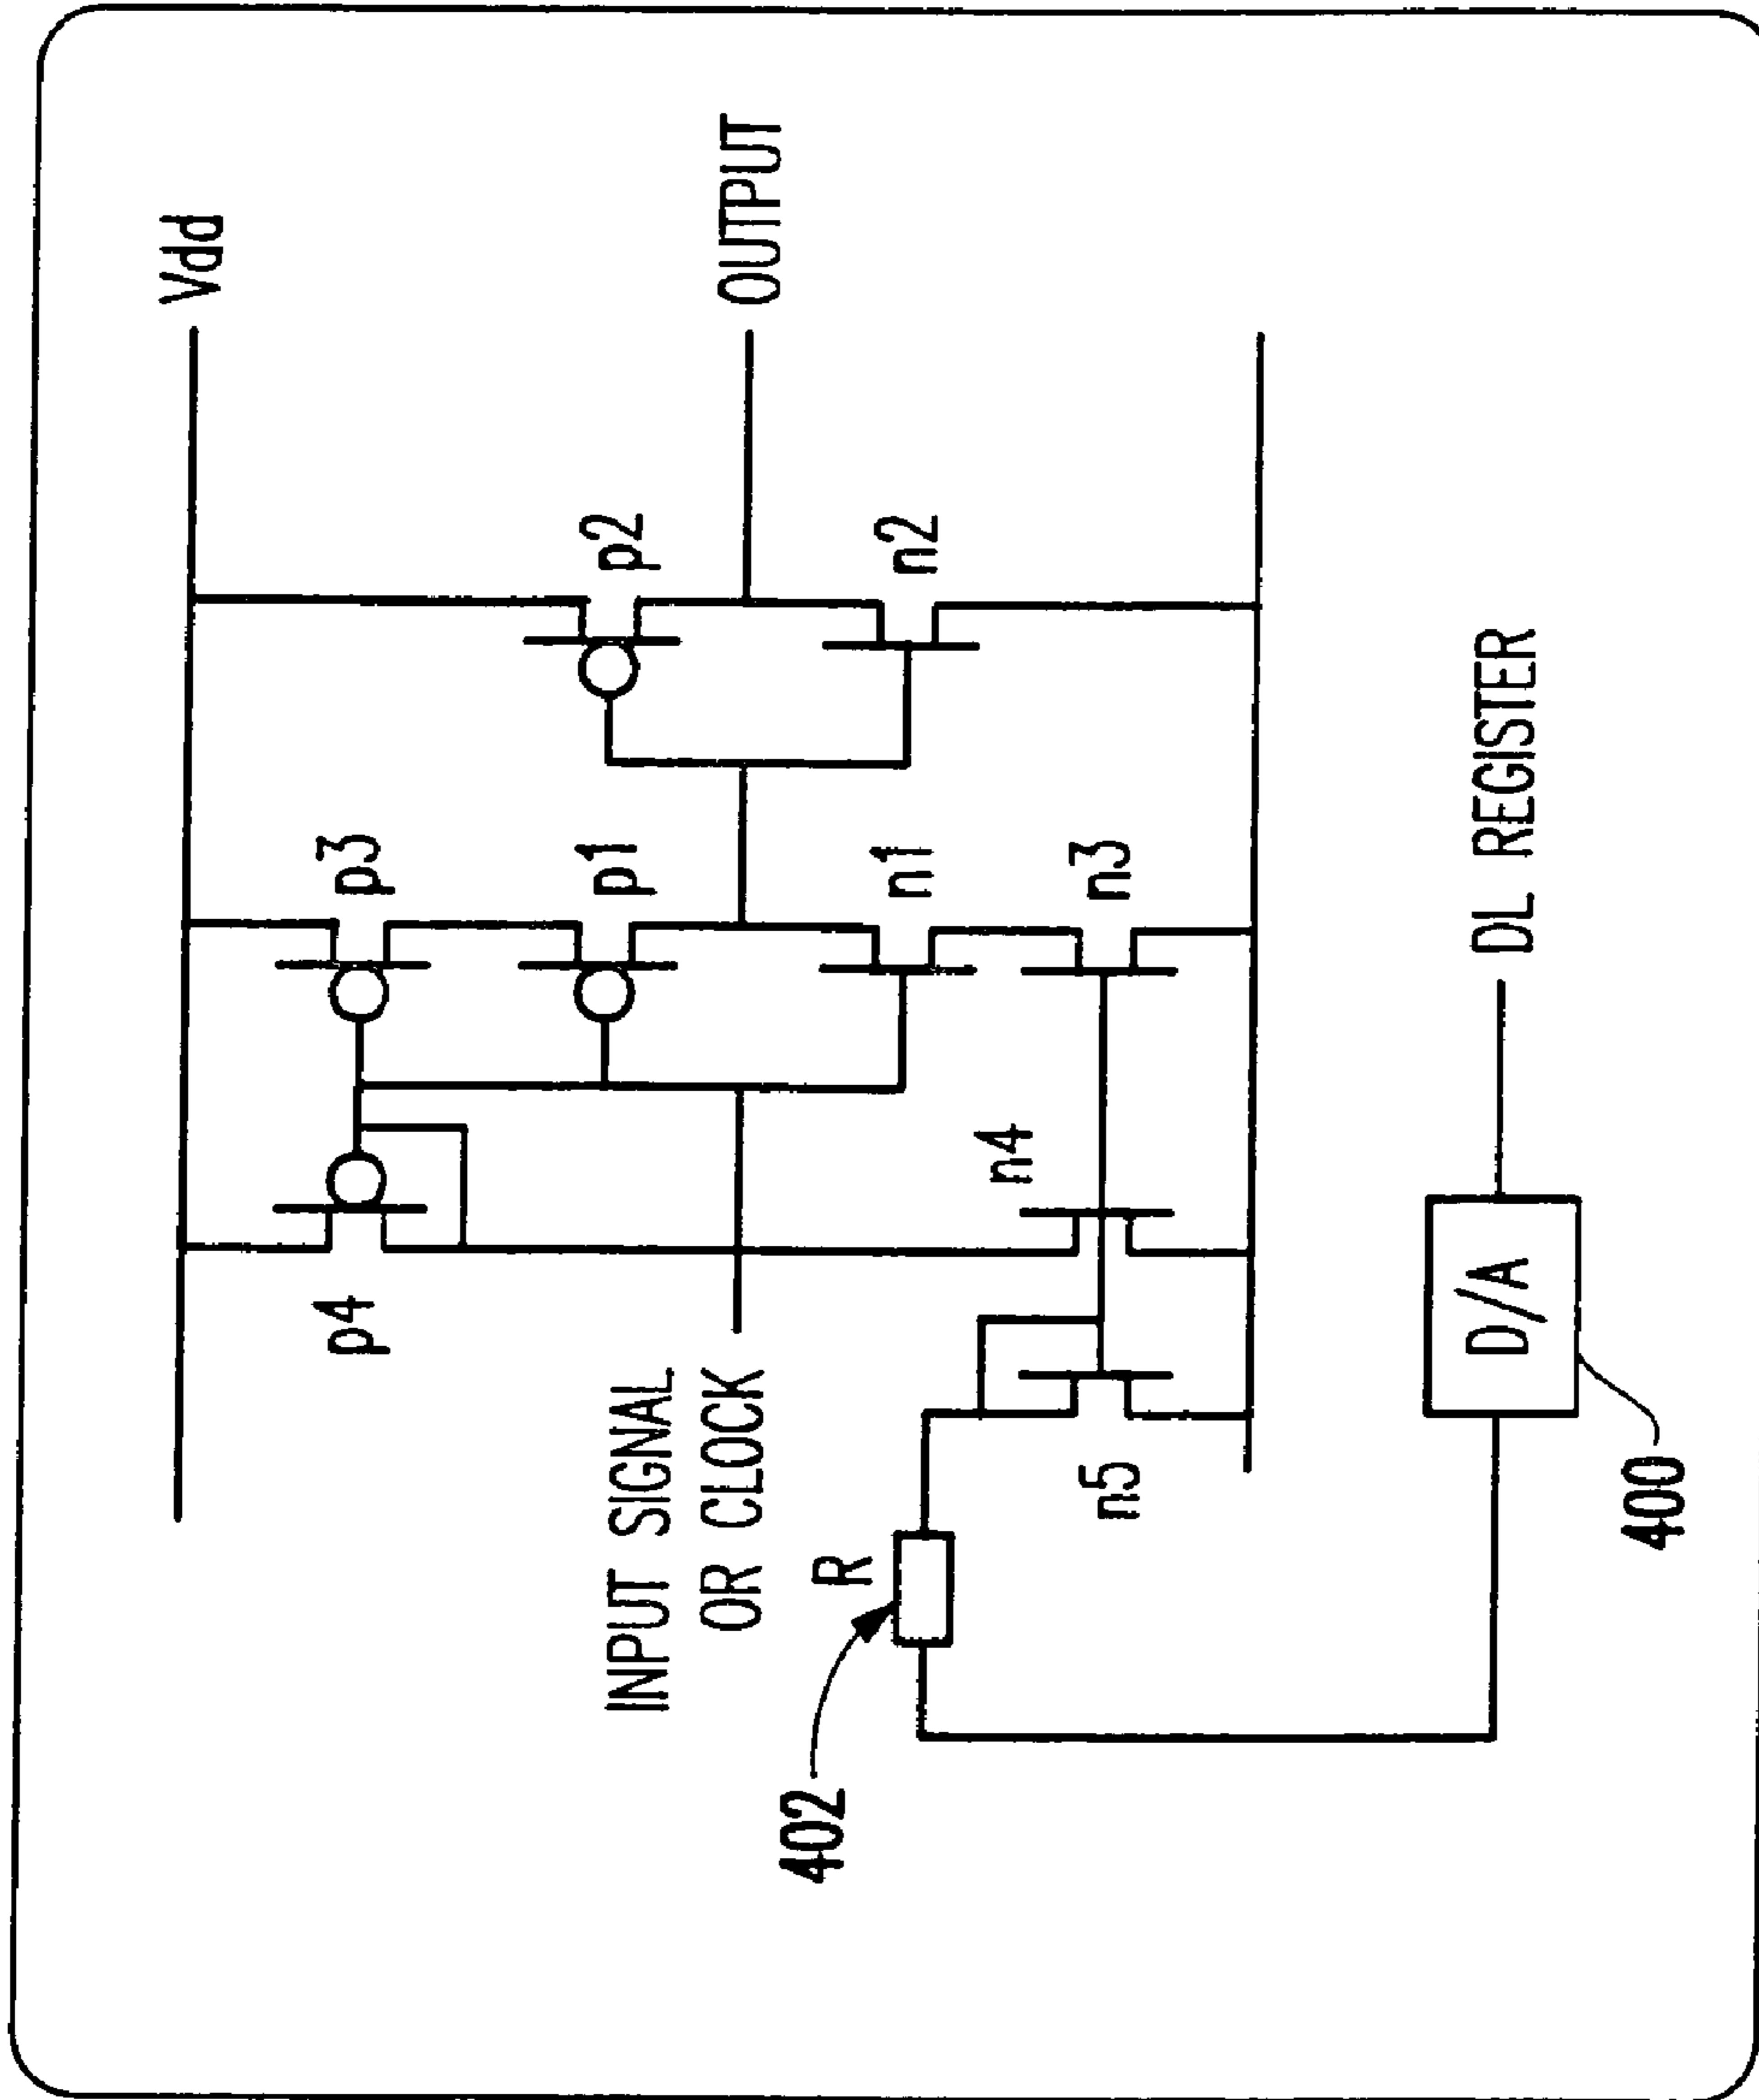 Vdd
p3
p4
p1
p2
INPUT SIGNAL
OR CLOCK
OUTPUT
n1
n2
402
R
n4
n3
n5
D/A
DL REGISTER
400